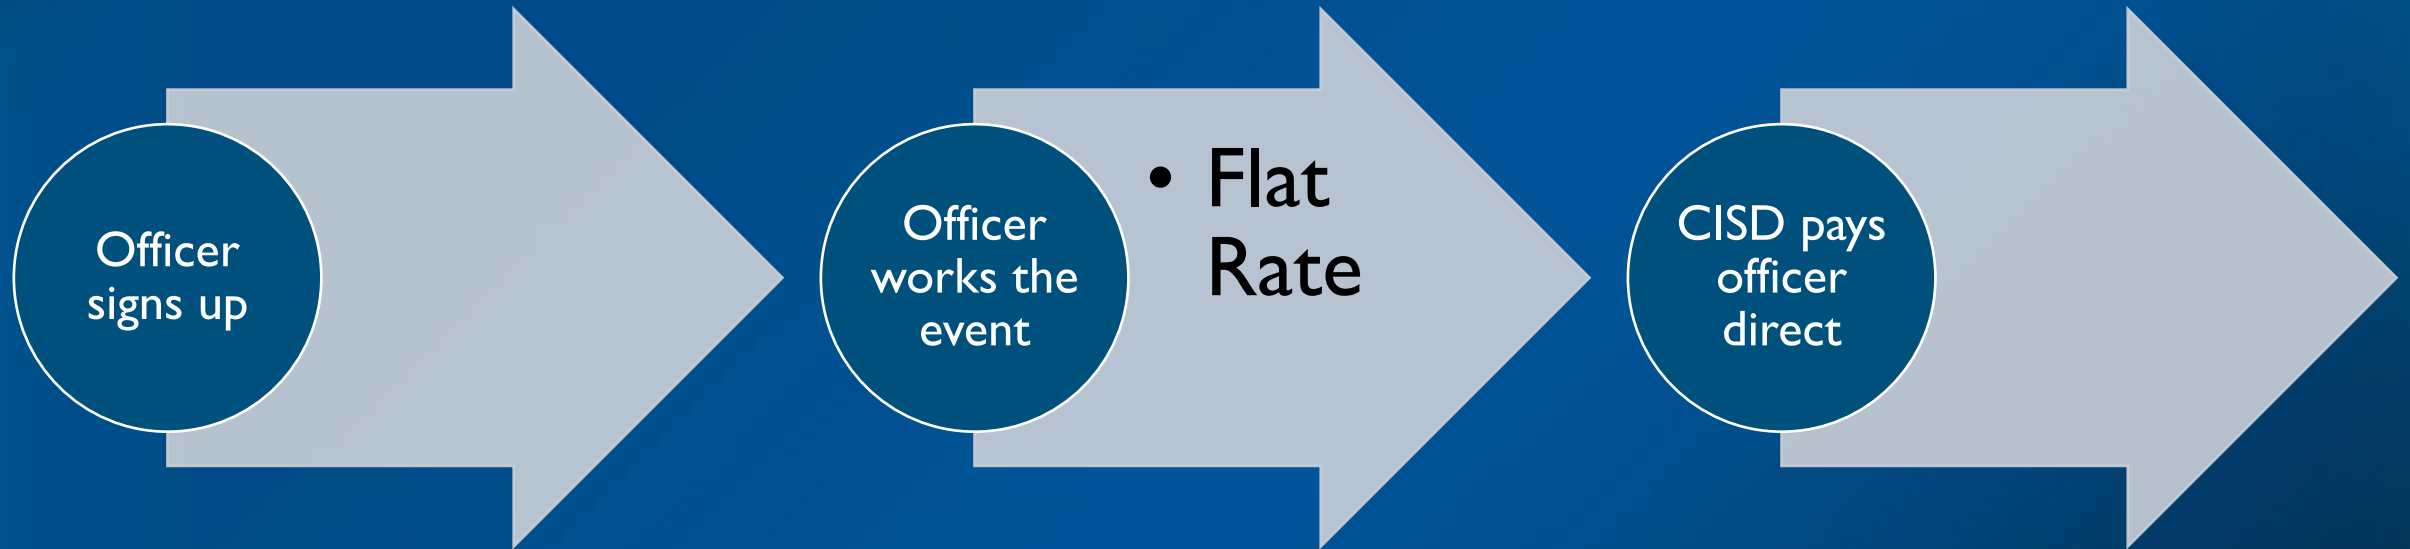 Officer
signs up
Officer
works the
event
• Flat
Rate
CISD pays
officer
direct